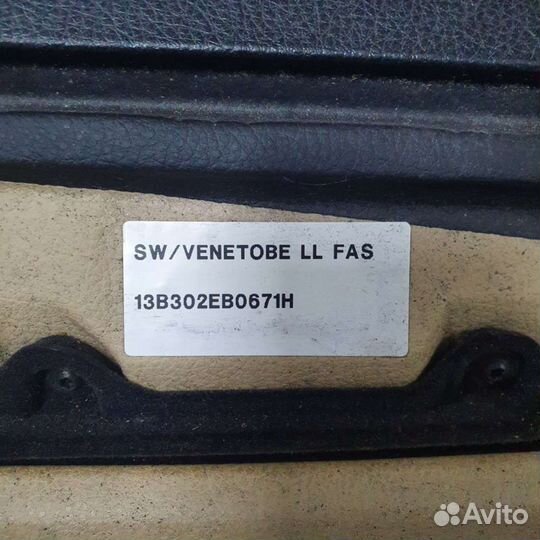 SW/VENETOBE LL FAS
13B302EB0671H
Avito